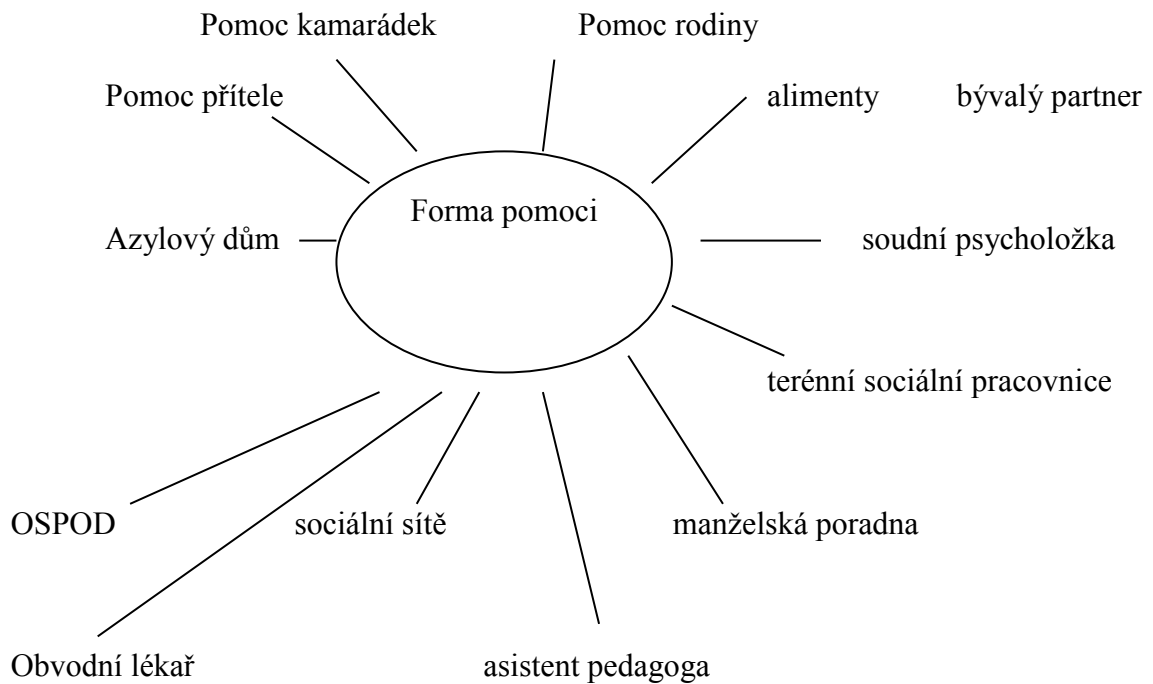 Pomoc kamarádek
Pomoc rodiny
Pomoc přítele
alimenty
bývalý partner
Forma pomoci
Azylový dům
soudní psycholožka
terénní sociální pracovnice
OSPOD
sociální sítě
manželská poradna
Obvodní lékař
asistent pedagoga